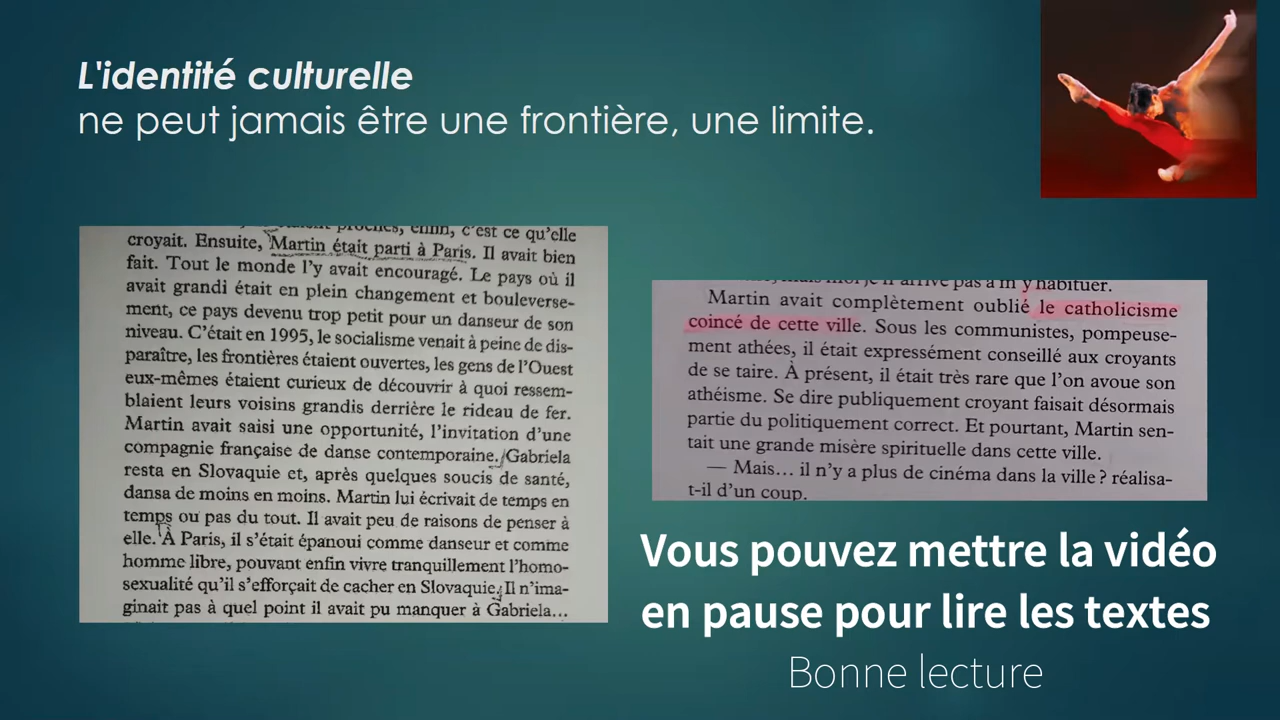 L'identité culturelle
ne peut jamais être une frontière, une limite.
proches, enfin, c'est ce qu'elle
croyait. Ensuite, Martin était parti à Paris. Il avait bien
fait. Tout le monde l'y avait encouragé. Le pays où il
avait grandi était en plein changement et bouleverse-
ment, ce pays devenu trop petit pour un danseur de son
niveau. C'était en 1995, le socialisme venait à peine de dis-
paraître, les frontières étaient ouvertes, les gens de l'Ouest
eux-mêmes étaient curieux de découvrir à quoi ressem-
blaient leurs voisins grandis derrière le rideau de fer.
Martin avait saisi une opportunité, l'invitation d'une
compagnie française de danse contemporaine. Gabriela
resta en Slovaquie et, après quelques soucis de santé,
dansa de moins en moins. Martin lui écrivait de temps en
temps ou pas du tout. Il avait peu de raisons de penser à
elle. À Paris, il s'était épanoui comme danseur et comme
homme libre, pouvant enfin vivre tranquillement l'homo-
sexualité qu'il s'efforçait de cacher en Slovaquie. Il n'ima-
ginait pas à quel point il avait pu manquer à Gabriela...
mais moi je n'arrive pas à m'y habituer.
Martin avait complètement oublié le catholicisme
coincé de cette ville. Sous les communistes, pompeuse-
ment athées, il était expressément conseillé aux croyants
de se taire. À présent, il était très rare que l'on avoue son
athéisme. Se dire publiquement croyant faisait désormais
partie du politiquement correct. Et pourtant, Martin sen-
tait une grande misère spirituelle dans cette ville.
— Mais... il n'y a plus de cinéma dans la ville ? réalisa-
t-il d'un coup.
Vous pouvez mettre la vidéo
en pause pour lire les textes
Bonne lecture